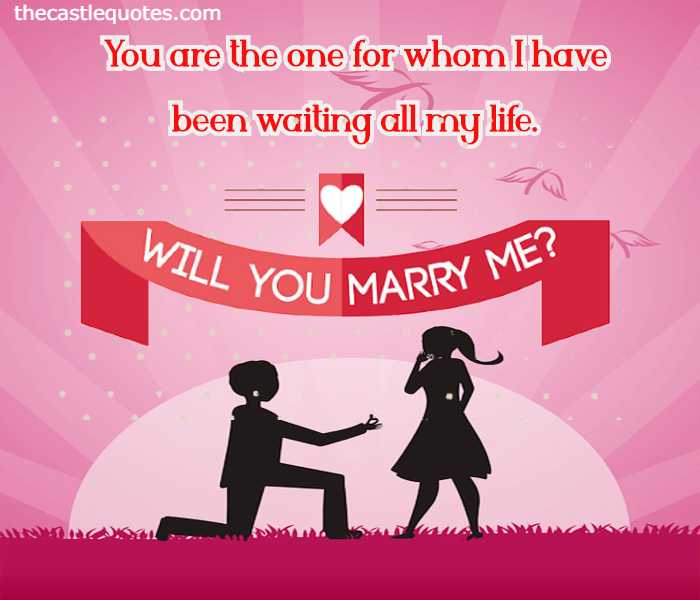 thecastlequotes.com
You are the one for whom I have
been waiting all my life.
WILL YOU MARRY ME?